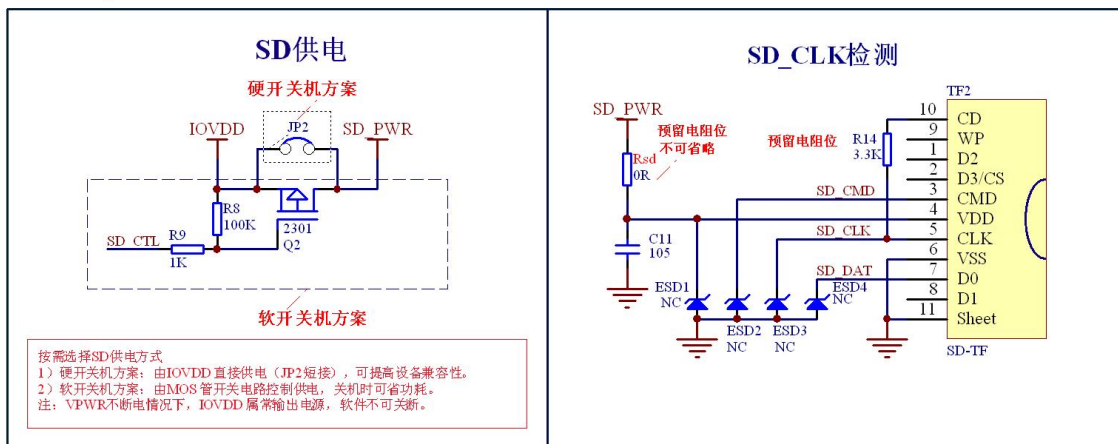 SD供电
硬开关机方案
IOVDD
JP2
SD_PWR
R8
100K
SD_CTL
R9
1K
2301
Q2
软开关机方案
按需选择SD供电方式
1）硬开关机方案：由IOVDD直接供电（JP2短接），可提高设备兼容性。
2）软开关机方案：由MOS管开关电路控制供电，关机时可省功耗。
注：VPWR不断电情况下，IOVDD属常输出电源，软件不可关断。
SD_CLK检测
SD_PWR
预留电阻位
不可省略
Rsd
0R
预留电阻位
R14
3.3K
TF2
10 CD
9 WP
1 D2
2 D3/CS
SD_CMD 3 CMD
4 VDD
SD_CLK 5 CLK
6 VSS
SD_DAT 7 D0
8 D1
11 Sheet
SD-TF
C11
105
ESD1
NC
ESD2
NC
ESD3
NC
ESD4
NC